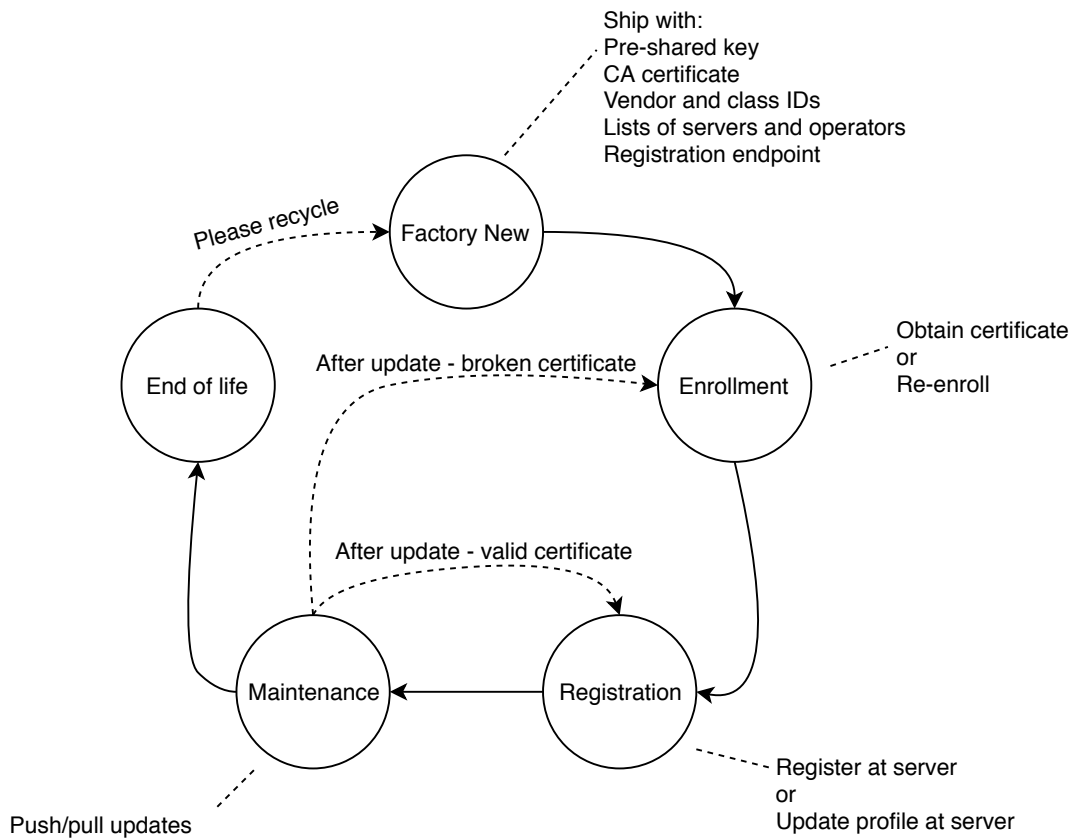 Ship with:
Pre-shared key
CA certificate
Vendor and class IDs
Lists of servers and operators
Registration endpoint
Please recycle
Factory New
Obtain certificate
or
Re-enroll
After update - broken certificate
End of life
Enrollment
After update - valid certificate
Maintenance
Registration
Register at server
or
Update profile at server
Push/pull updates